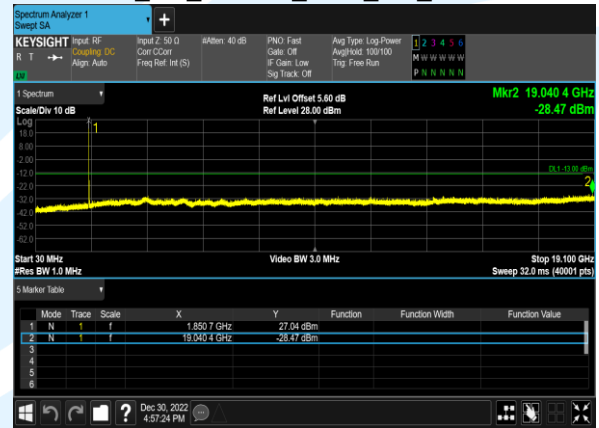 Spectrum Analyzer 1
Swept SA
KEYSIGHT Input: RF Input Z: 50 Ω #Atten: 40 dB PNO: Fast Avg Type: Log-Power 1 2 3 4 5 6
R T Coupling: DC Corr CCorr Gate: Off Avg|Hold: 100/100 M W W W W W
Align: Auto Freq Ref: Int (S) IF Gain: Low Trig: Free Run P N N N N N
Sig Track: Off
1 Spectrum
Scale/Div 10 dB
Ref Lvl Offset 5.60 dB
Ref Level 28.00 dBm
Mkr2 19.040 4 GHz
-28.47 dBm
Log
18.0
8.00
-2.00
-12.0
-22.0
-32.0
-42.0
-52.0
-62.0
1
DL1 -13.00 dBm
2
Start 30 MHz Video BW 3.0 MHz Stop 19.100 GHz
#Res BW 1.0 MHz Sweep 32.0 ms (40001 pts)
5 Marker Table
Mode Trace Scale X Y Function Function Width Function Value
1 N 1 f 1.850 7 GHz 27.04 dBm
2 N 1 f 19.040 4 GHz -28.47 dBm
3
4
5
6
? Dec 30, 2022
4:57:24 PM